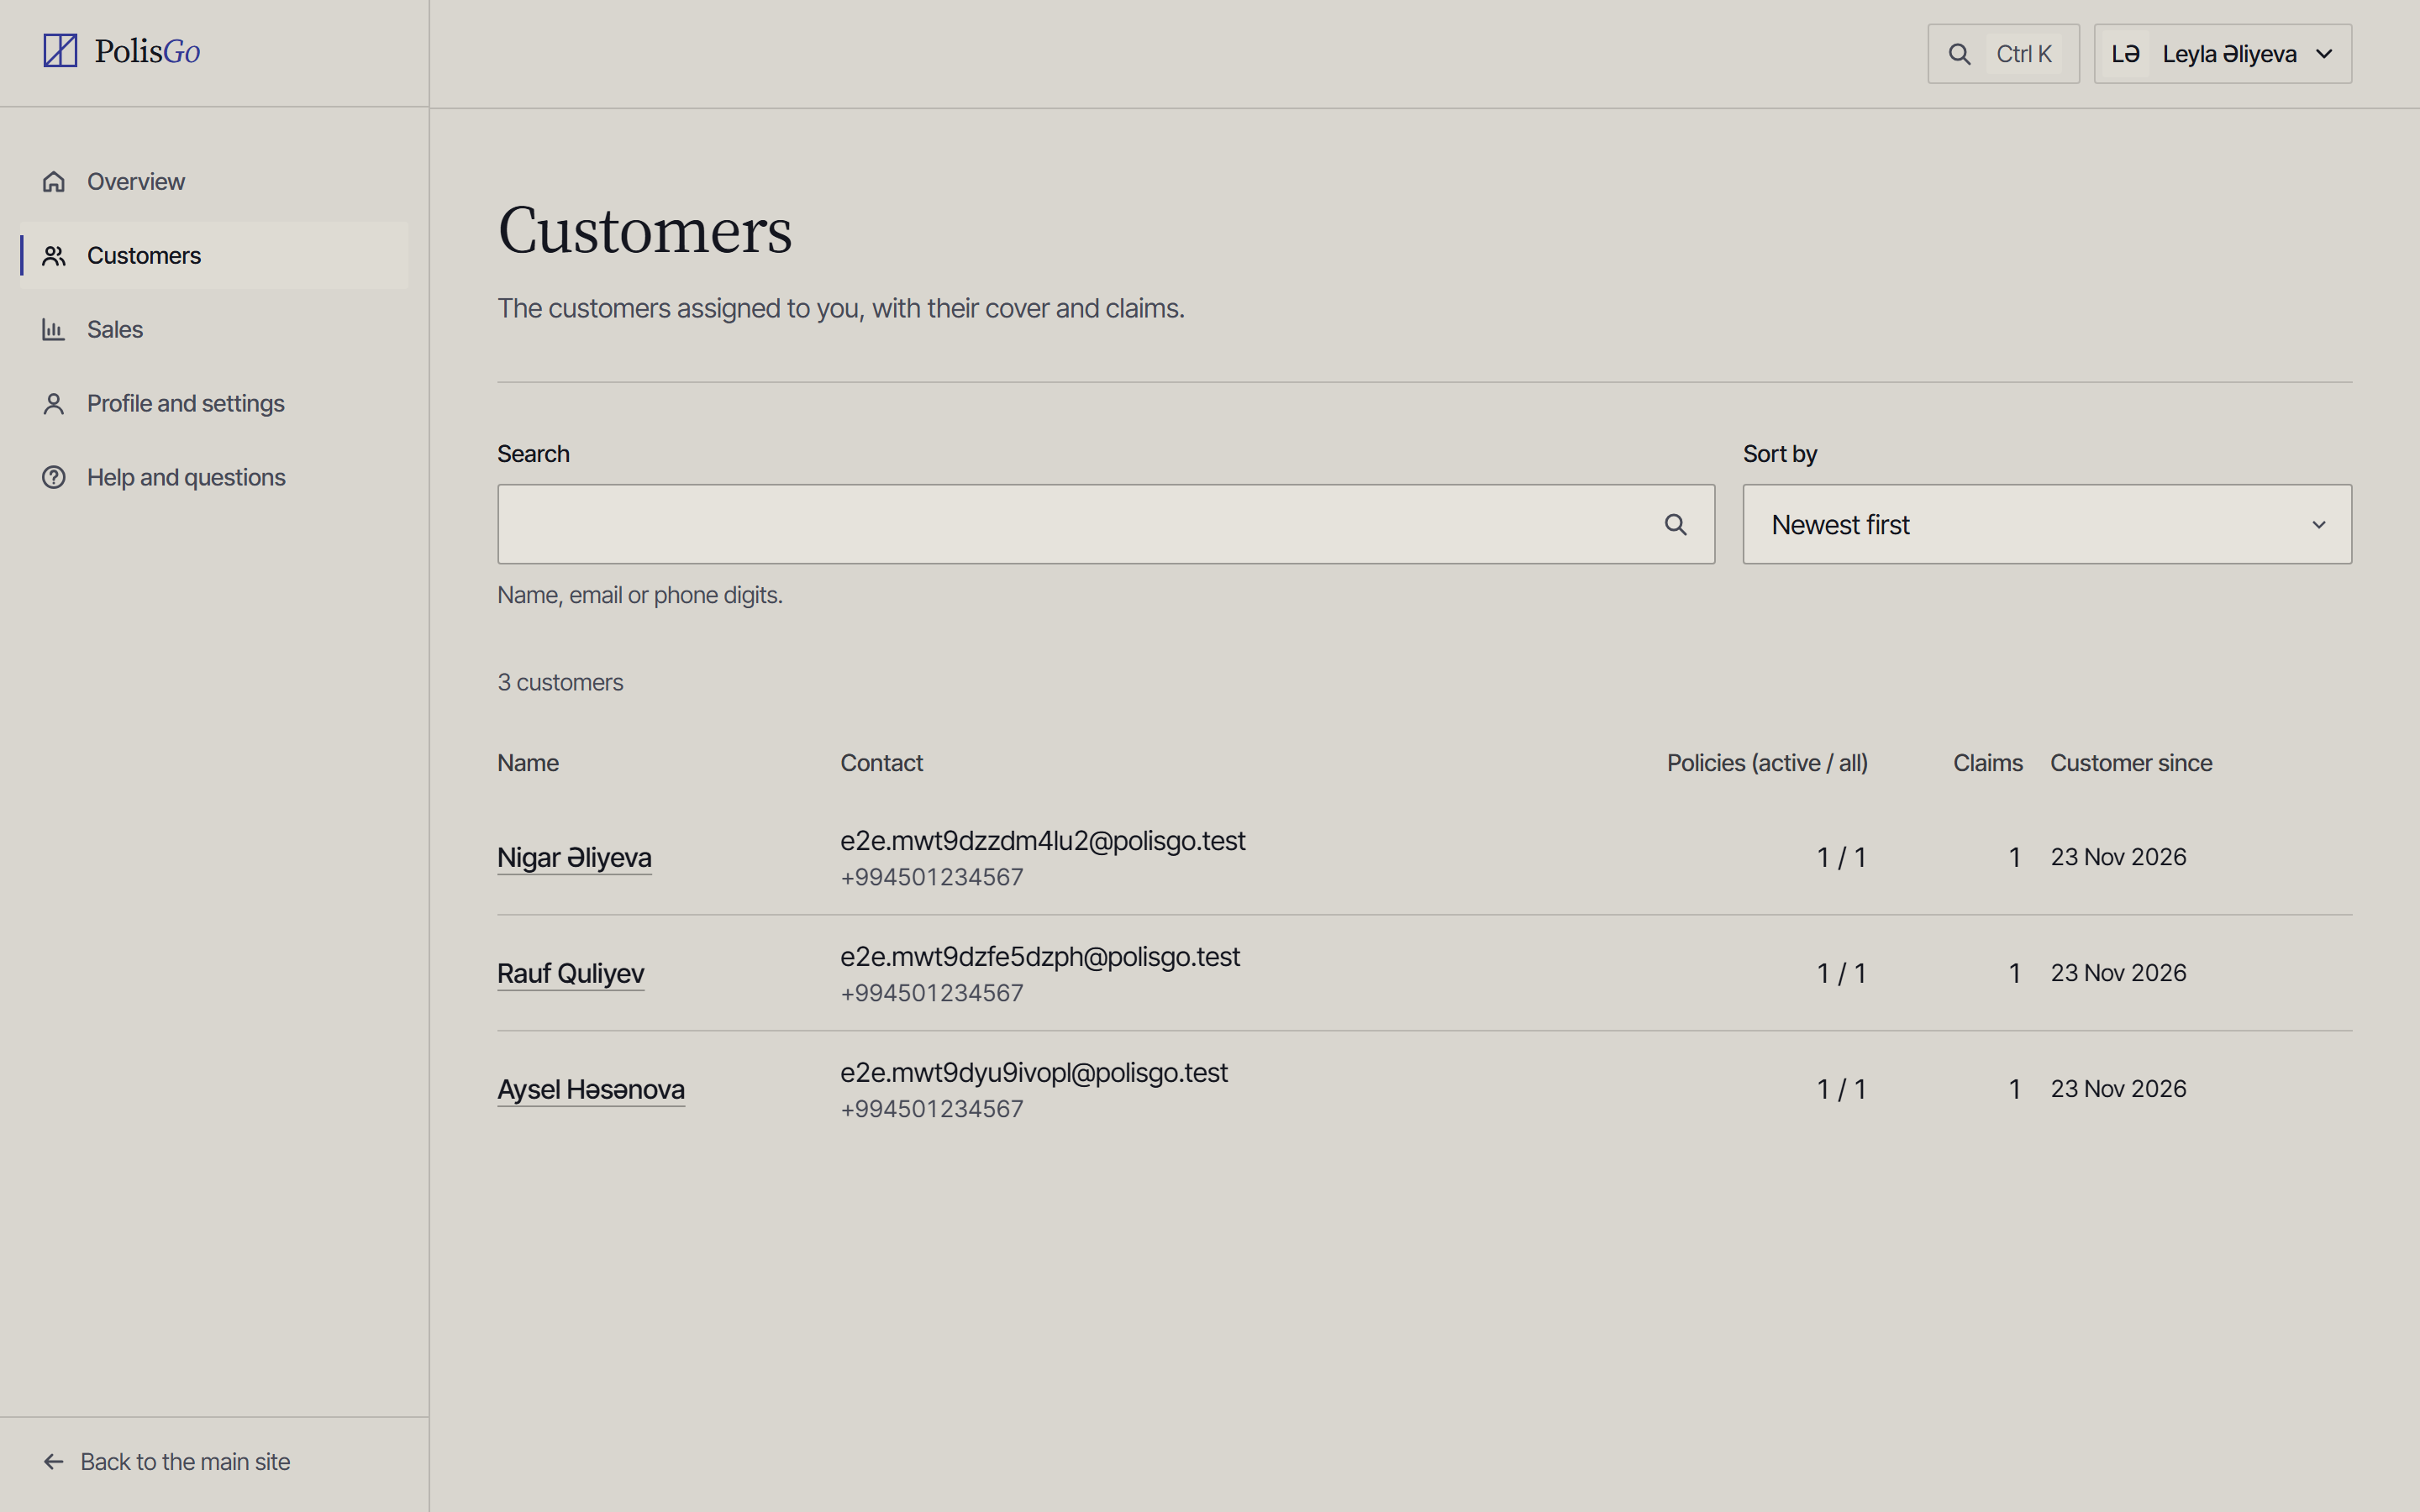 PolisGo
Ctrl K
LƏ Leyla Əliyeva
Overview
Customers
Sales
Profile and settings
Help and questions
Back to the main site
Customers
The customers assigned to you, with their cover and claims.
Search
Sort by
Newest first
Name, email or phone digits.
3 customers
Name Contact Policies (active / all) Claims Customer since
Nigar Əliyeva e2e.mwt9dzzdm4lu2@polisgo.test 1 / 1 1 23 Nov 2026
+994501234567
Rauf Quliyev e2e.mwt9dzfe5dzph@polisgo.test 1 / 1 1 23 Nov 2026
+994501234567
Aysel Həsənova e2e.mwt9dyu9ivopl@polisgo.test 1 / 1 1 23 Nov 2026
+994501234567